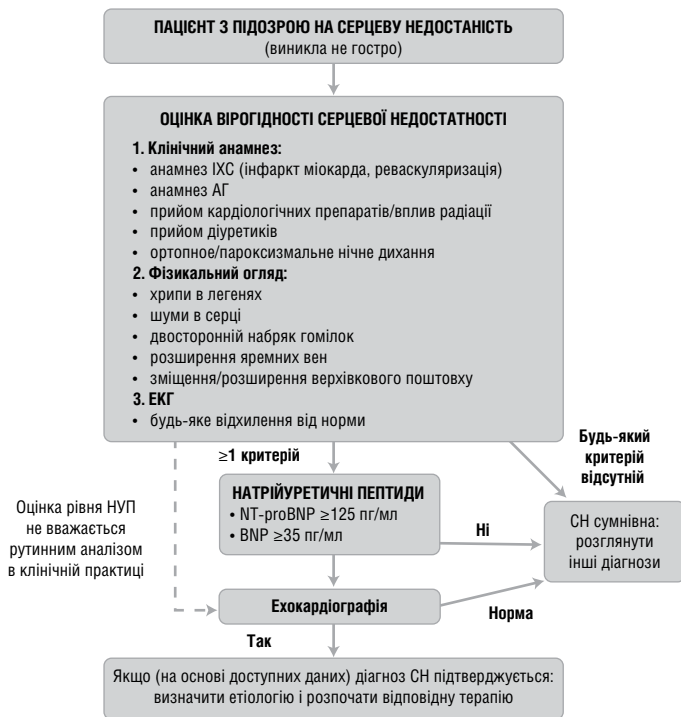 ПАЦІЄНТ З ПІДОЗРОЮ НА СЕРЦЕВУ НЕДОСТАНІСТЬ
(виникла не гостро)
ОЦІНКА ВІРОГІДНОСТІ СЕРЦЕВОЇ НЕДОСТАТНОСТІ
1. Клінічний анамнез:
• анамнез ІХС (інфаркт міокарда, реваскуляризація)
• анамнез АГ
• прийом кардіологічних препаратів/вплив радіації
• прийом діуретиків
• ортопное/пароксизмальне нічне дихання
2. Фізикальний огляд:
• хрипи в легенях
• шуми в серці
• двосторонній набряк гомілок
• розширення яремних вен
• зміщення/розширення верхівкового поштовху
3. ЕКГ
• будь-яке відхилення від норми
≥1 критерій
Будь-який
критерій
відсутній
Оцінка рівня НУП
не вважається
рутинним аналізом
в клінічній практиці
НАТРІЙУРЕТИЧНІ ПЕПТИДИ
• NT-proBNP ≥125 пг/мл
• BNP ≥35 пг/мл
Ні
СН сумнівна:
розглянути
інші діагнози
Ехокардіографія
Норма
Так
Якщо (на основі доступних даних) діагноз СН підтверджується:
визначити етіологію і розпочати відповідну терапію